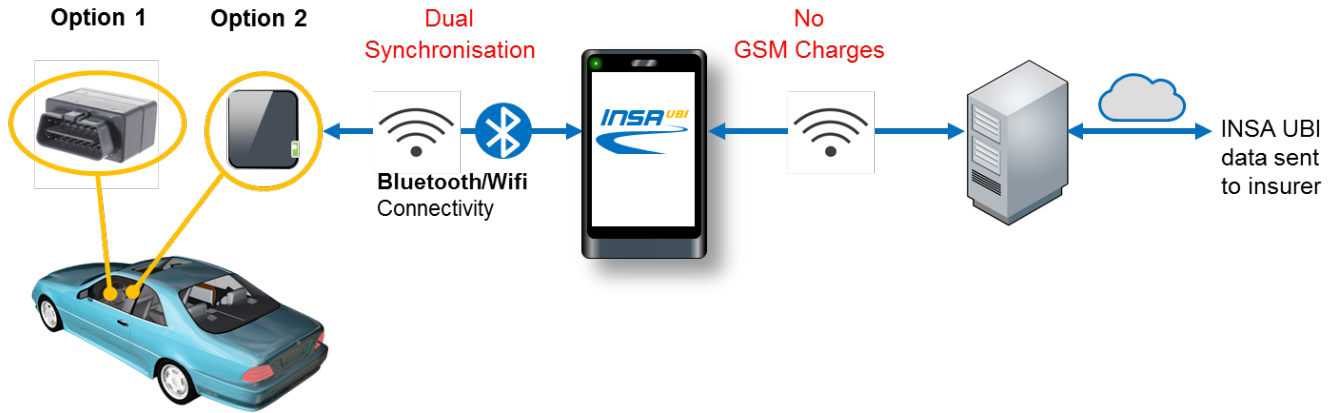 Option 1
Option 2
Dual
Synchronisation
No
GSM Charges
INSA UBI
Bluetooth/Wifi
Connectivity
INSA UBI
data sent
to insurer